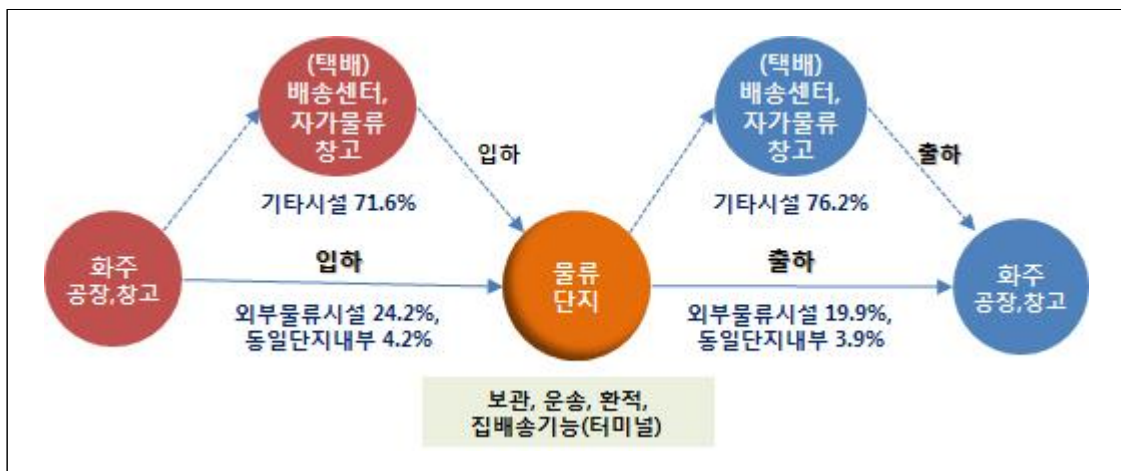 (택배)
배송센터,
자가물류
창고
입하
기타시설 71.6%
화주
공장,창고
입하
외부물류시설 24.2%,
동일단지내부 4.2%
물류
단지
보관, 운송, 환적,
집배송기능(터미널)
(택배)
배송센터,
자가물류
창고
출하
기타시설 76.2%
출하
외부물류시설 19.9%,
동일단지내부 3.9%
화주
공장,창고